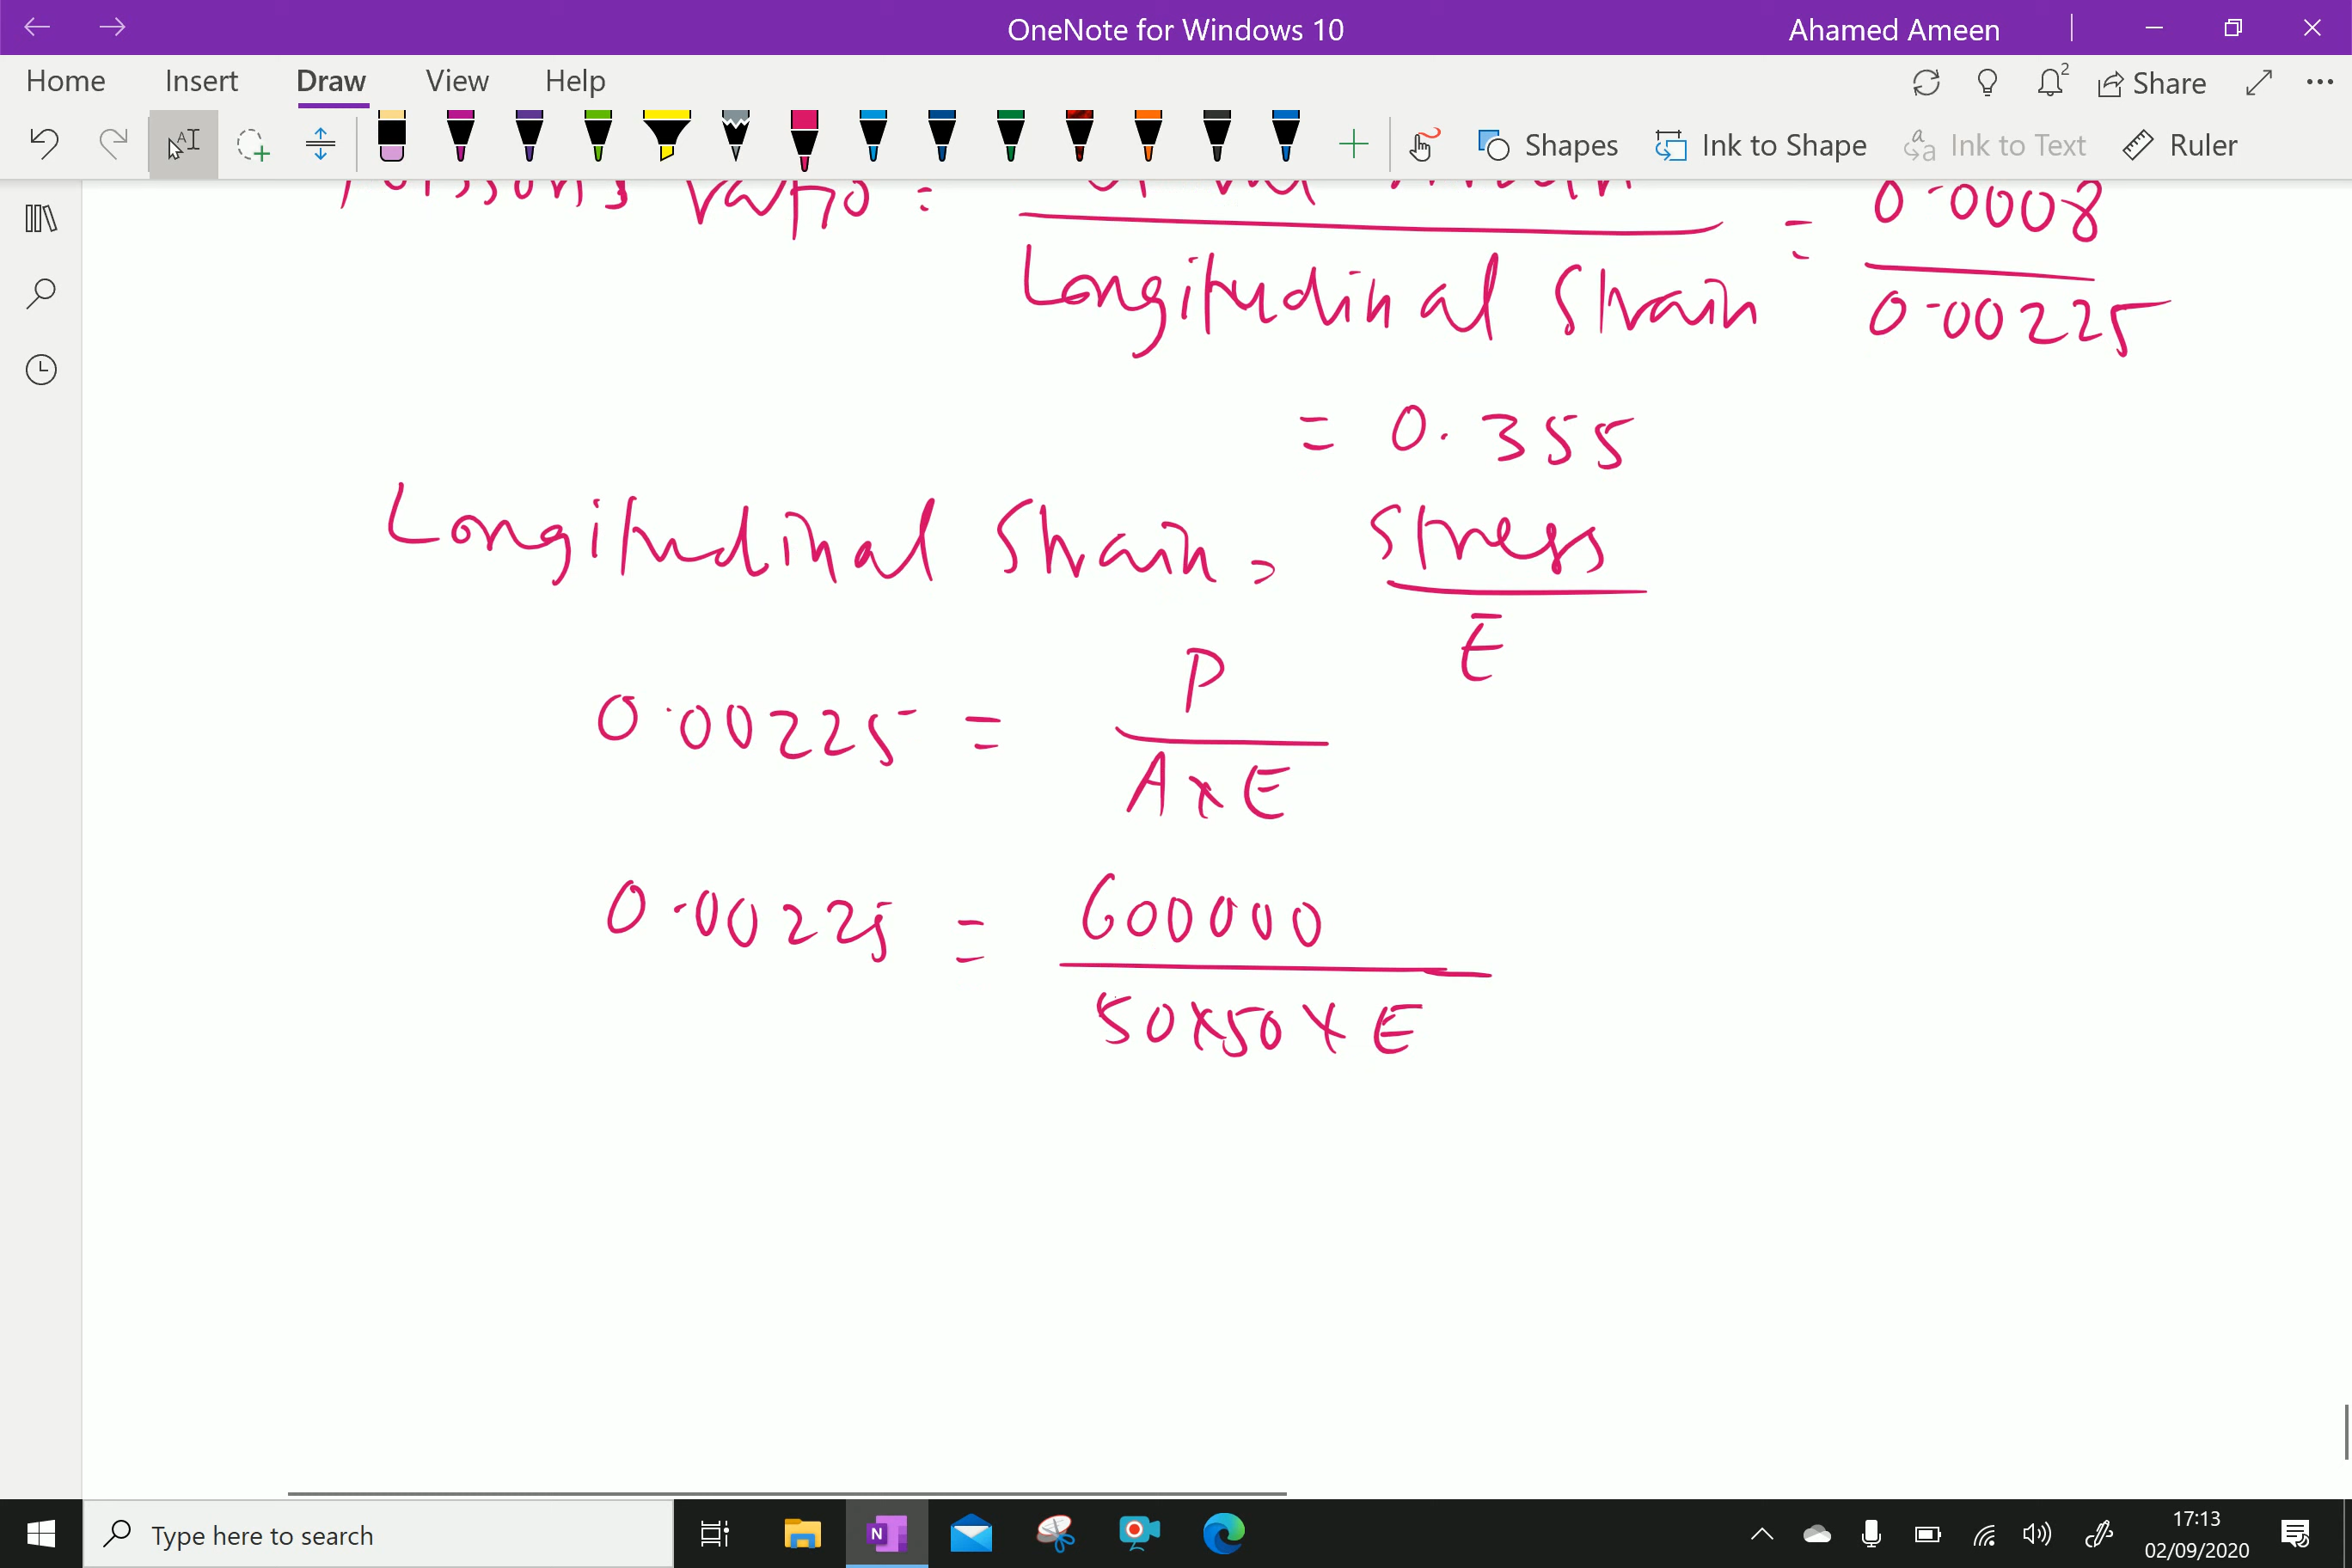 OneNote for Windows 10
Ahamed Ameen
Home Insert Draw View Help
2 Share
Shapes Ink to Shape Ink to Text Ruler
ratio = = 0.0008
Longitudinal Strain 0.00225
= 0.355
Longitudinal Strain = Stress
E
0.00225 = P
A×E
0.00225 = 600000
50×50×E
Type here to search
17:13
02/09/2020